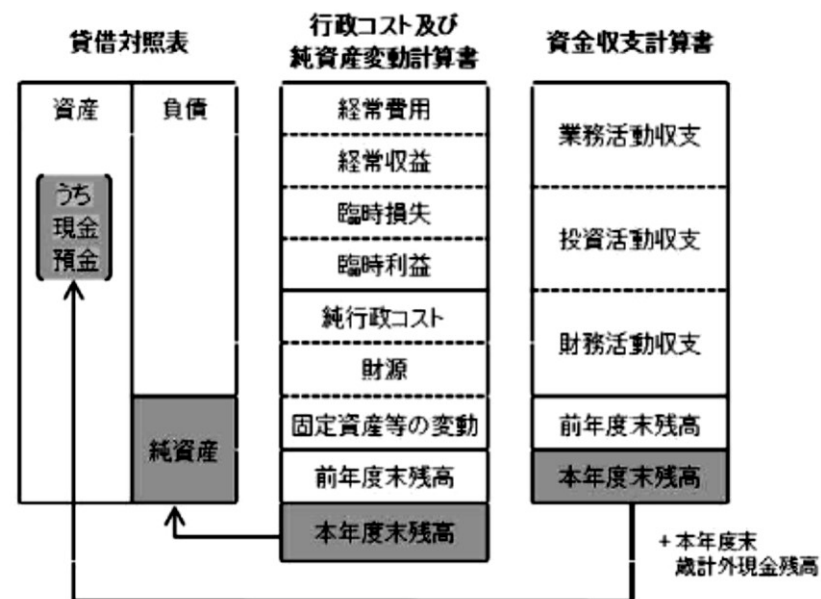 貸借対照表
資産
負債
うち
現金
預金
純資産
行政コスト及び
純資産変動計算書
経常費用
経常収益
臨時損失
臨時利益
純行政コスト
財源
固定資産等の変動
前年度末残高
本年度末残高
資金収支計算書
業務活動収支
投資活動収支
財務活動収支
前年度末残高
本年度末残高
+ 本年度末
歳計外現金残高